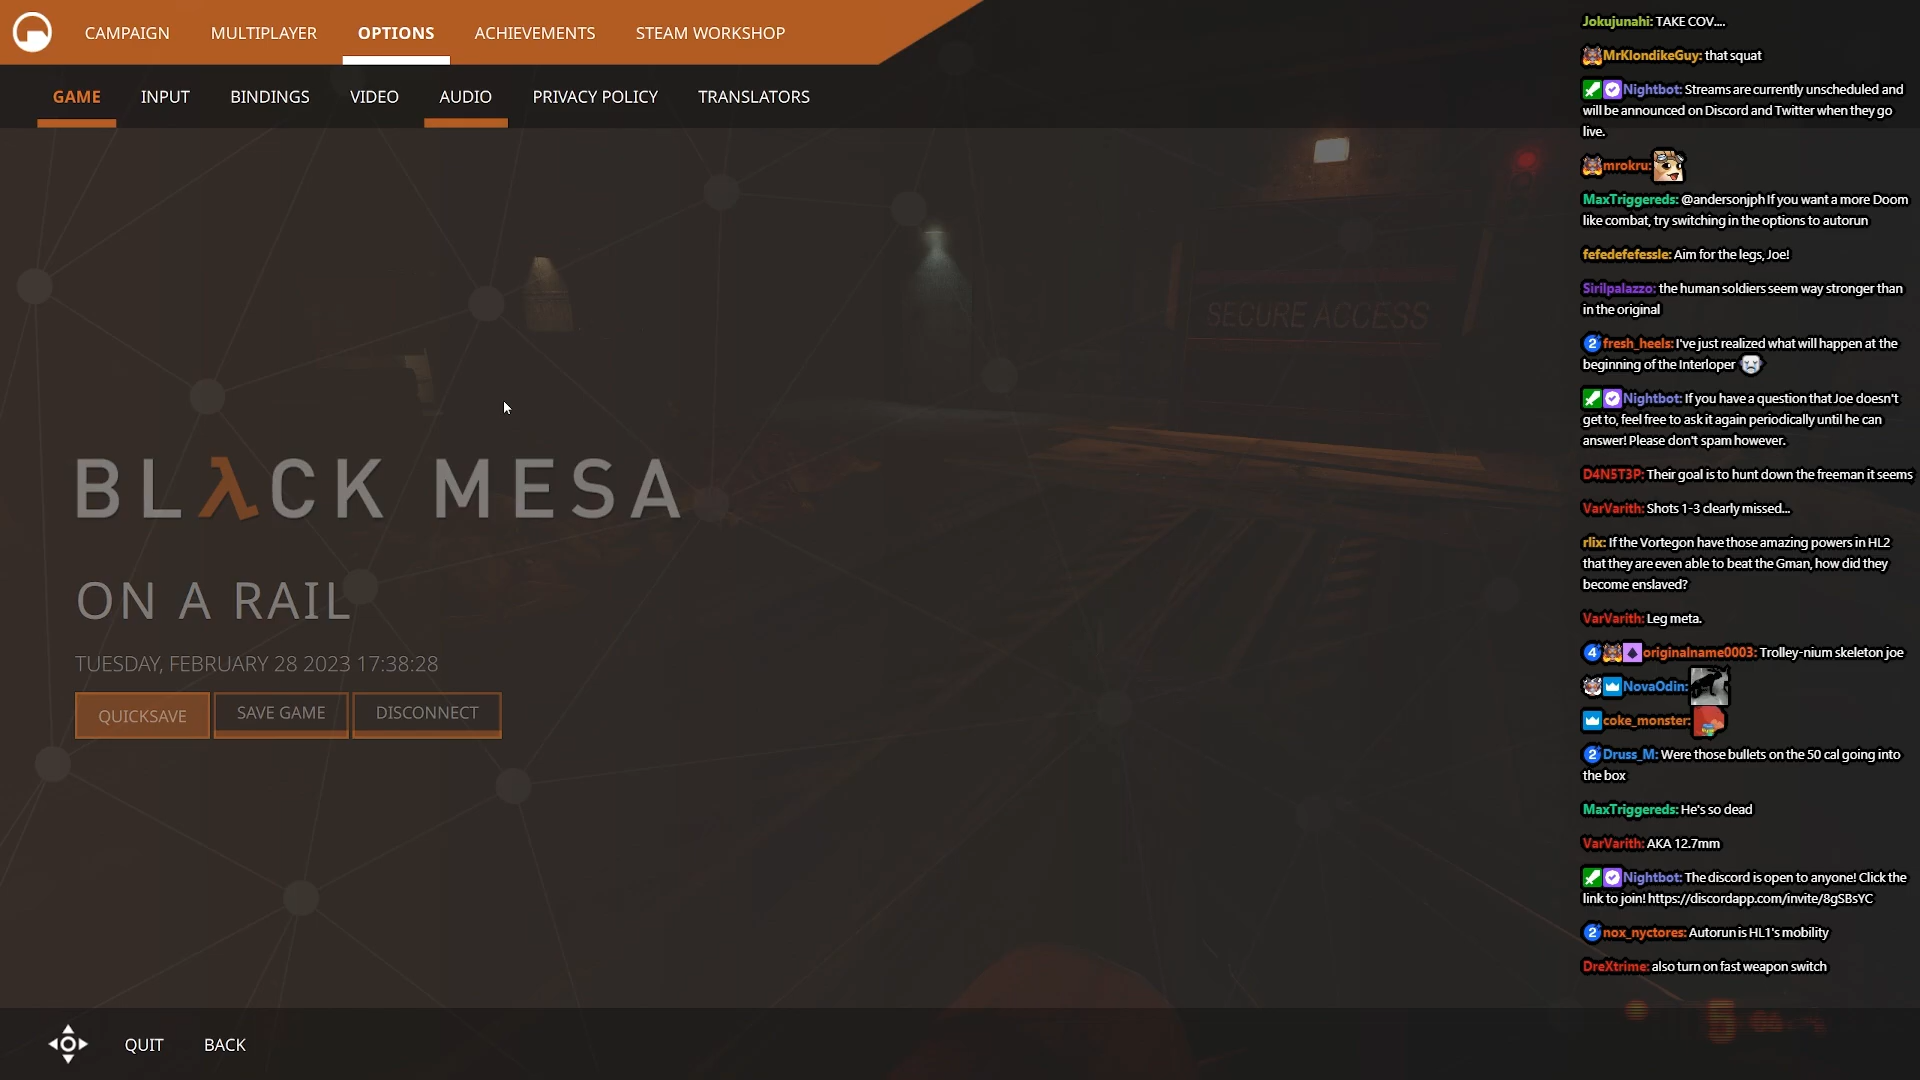 CAMPAIGN MULTIPLAYER OPTIONS ACHIEVEMENTS STEAM WORKSHOP
GAME INPUT BINDINGS VIDEO AUDIO PRIVACY POLICY TRANSLATORS
SECURE ACCESS
BLλCK MESA
ON A RAIL
TUESDAY, FEBRUARY 28 2023 17:38:28
QUICKSAVE SAVE GAME DISCONNECT
QUIT BACK
Jokujunahi: TAKE COV....
MrKlondikeGuy: that squat
Nightbot: Streams are currently unscheduled and
will be announced on Discord and Twitter when they go
live.
mrokru:
MaxTriggereds: @andersonjph If you want a more Doom
like combat, try switching in the options to autorun
fefedefefessle: Aim for the legs, Joe!
Sirilpalazzo: the human soldiers seem way stronger than
in the original
2 fresh_heels: I've just realized what will happen at the
beginning of the Interloper
Nightbot: If you have a question that Joe doesn't
get to, feel free to ask it again periodically until he can
answer! Please don't spam however.
D4N5T3P: Their goal is to hunt down the freeman it seems
VarVarith: Shots 1-3 clearly missed...
rlix: If the Vortegon have those amazing powers in HL2
that they are even able to beat the Gman, how did they
become enslaved?
VarVarith: Leg meta.
4 originalname0003: Trolley-nium skeleton joe
NovaOdin:
coke_monster:
2 Druss_M: Were those bullets on the 50 cal going into
the box
MaxTriggereds: He's so dead
VarVarith: AKA 12.7mm
Nightbot: The discord is open to anyone! Click the
link to join! https://discordapp.com/invite/8gSBsYC
2 nox_nyctores: Autorun is HL1's mobility
DreXtrime: also turn on fast weapon switch